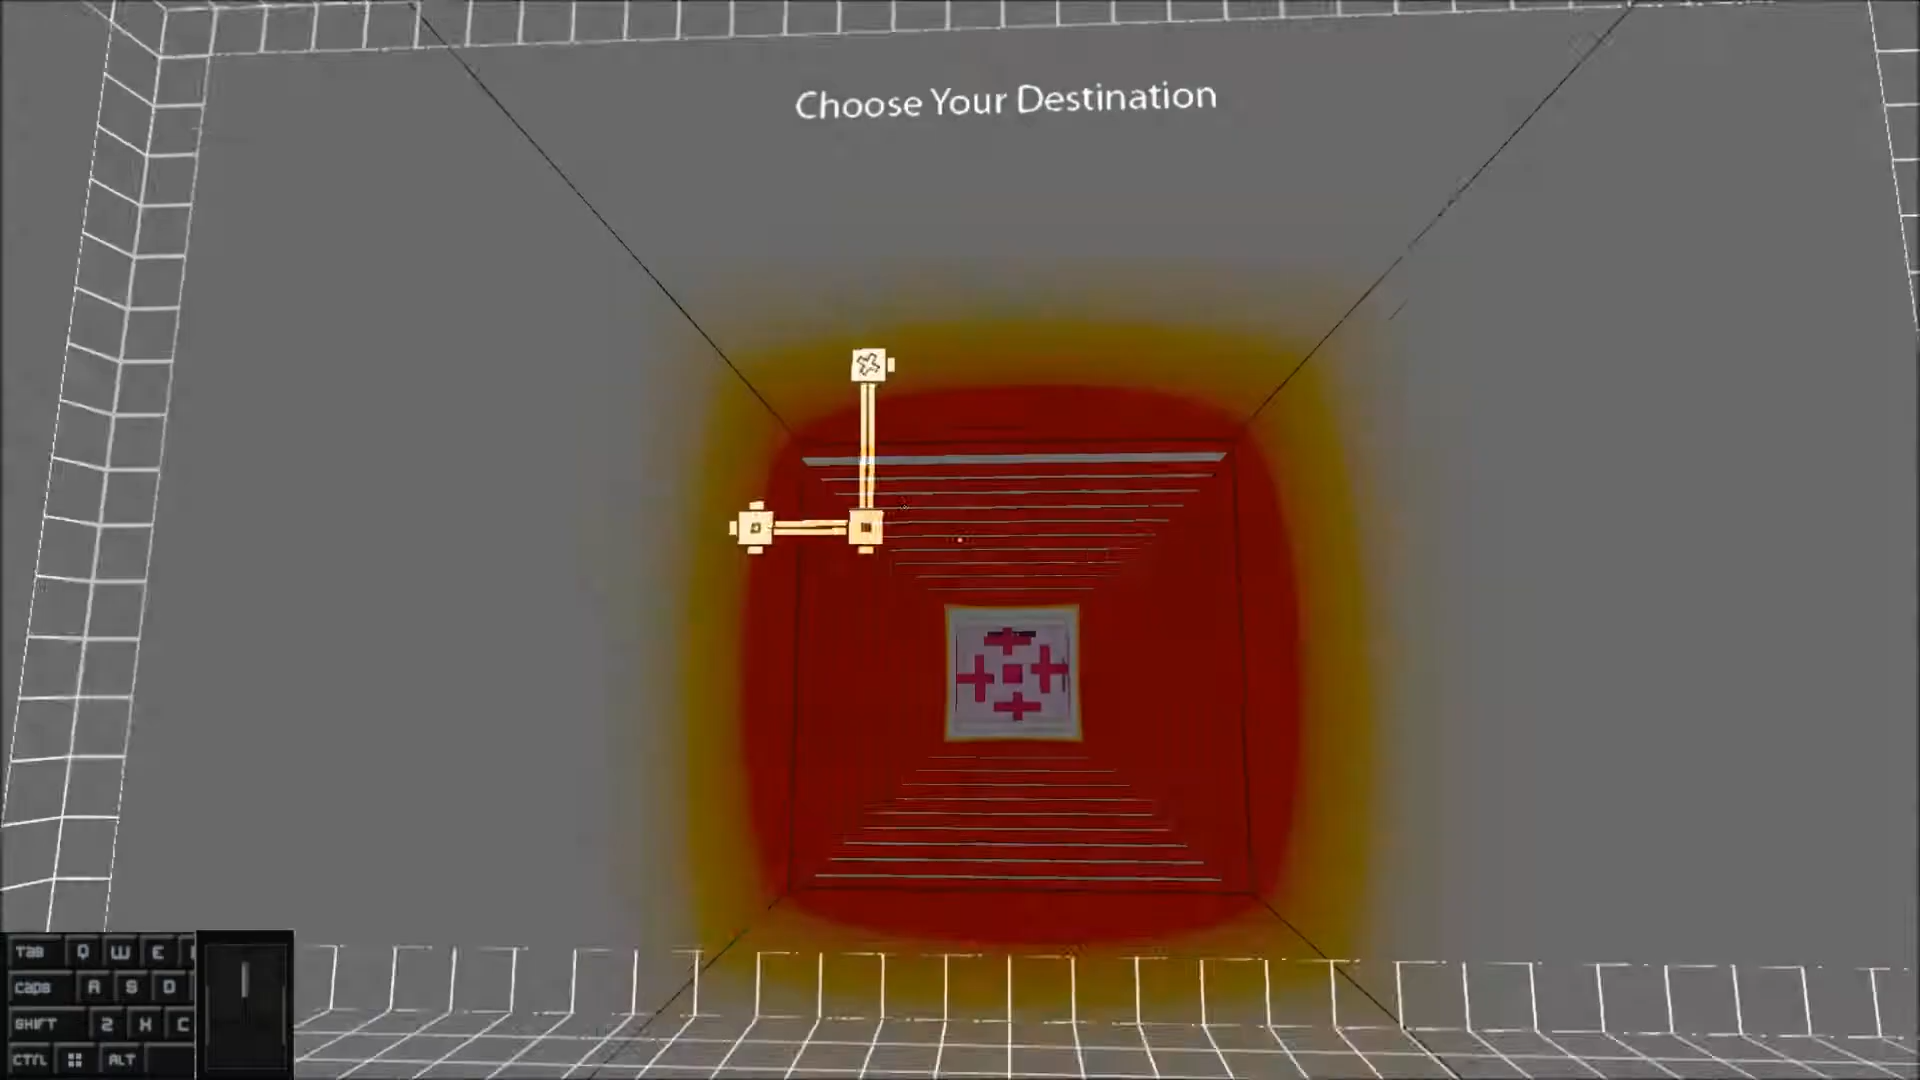 Choose Your Destination
Tab Q W E
caps A S D
SHIFT Z X C
CTRL ALT